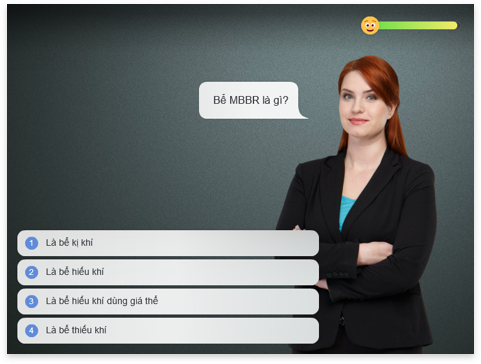 Bể MBBR là gì?
1 Là bể kị khí
2 Là bể hiếu khí
3 Là bể hiếu khí dùng giá thể
4 Là bể thiếu khí